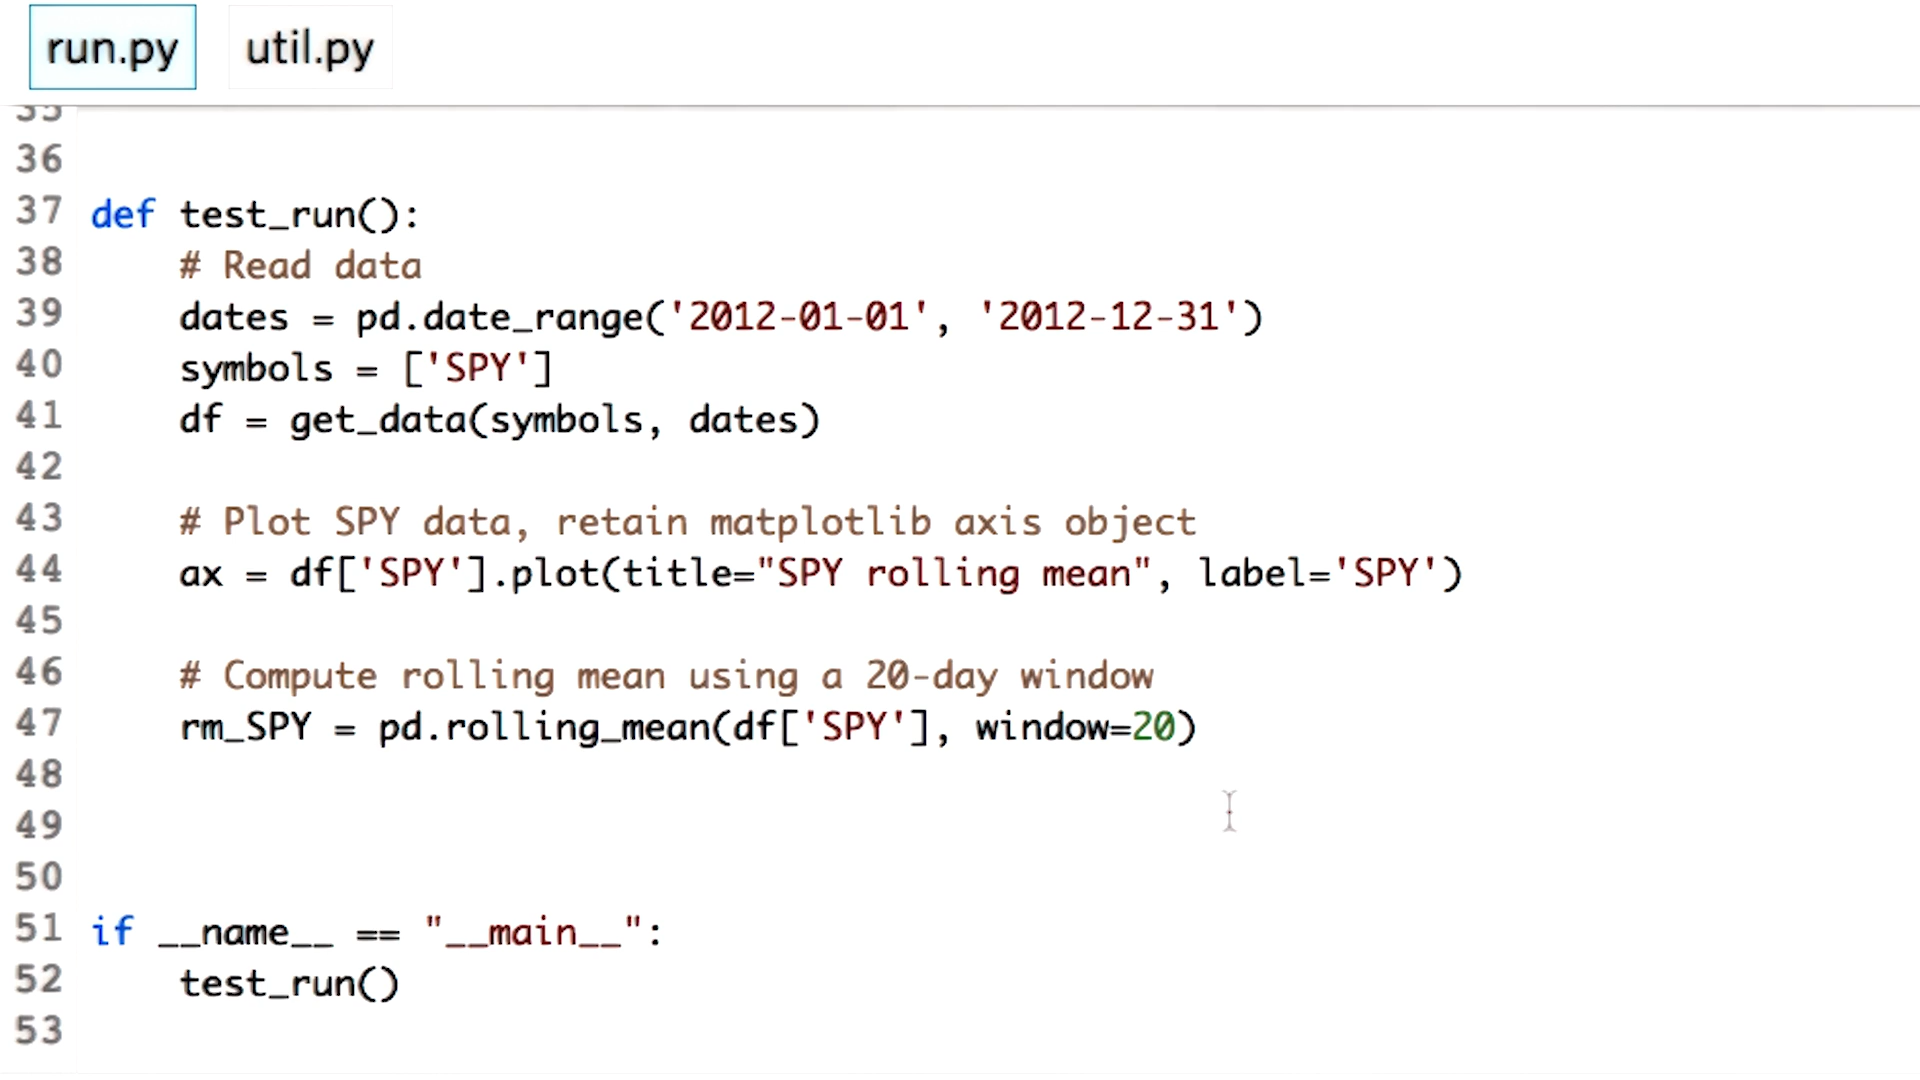 run.py util.py
35
36
37 def test_run():
38     # Read data
39     dates = pd.date_range('2012-01-01', '2012-12-31')
40     symbols = ['SPY']
41     df = get_data(symbols, dates)
42
43     # Plot SPY data, retain matplotlib axis object
44     ax = df['SPY'].plot(title="SPY rolling mean", label='SPY')
45
46     # Compute rolling mean using a 20-day window
47     rm_SPY = pd.rolling_mean(df['SPY'], window=20)
48
49
50
51 if __name__ == "__main__":
52     test_run()
53